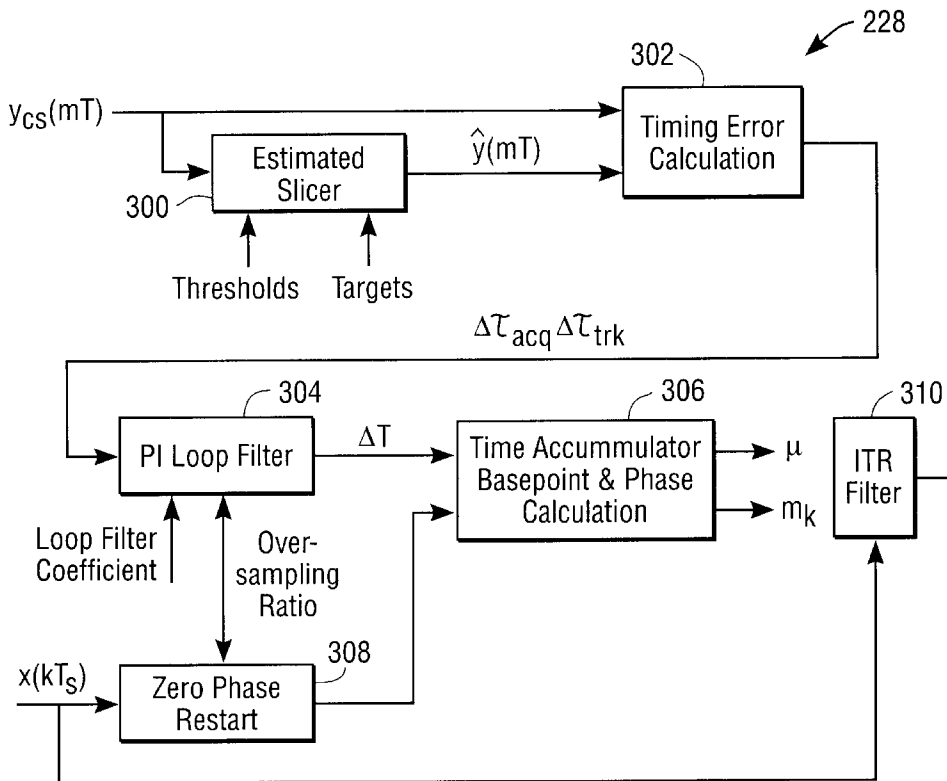 228
302
y_cs(mT)
Timing Error
Calculation
Estimated
Slicer
ŷ(mT)
300
Thresholds
Targets
Δτ_acq Δτ_trk
304
306
310
PI Loop Filter
ΔT
Time Accummulator
Basepoint & Phase
Calculation
μ
m_k
ITR
Filter
Loop Filter
Coefficient
Over-
sampling
Ratio
308
x(kT_s)
Zero Phase
Restart